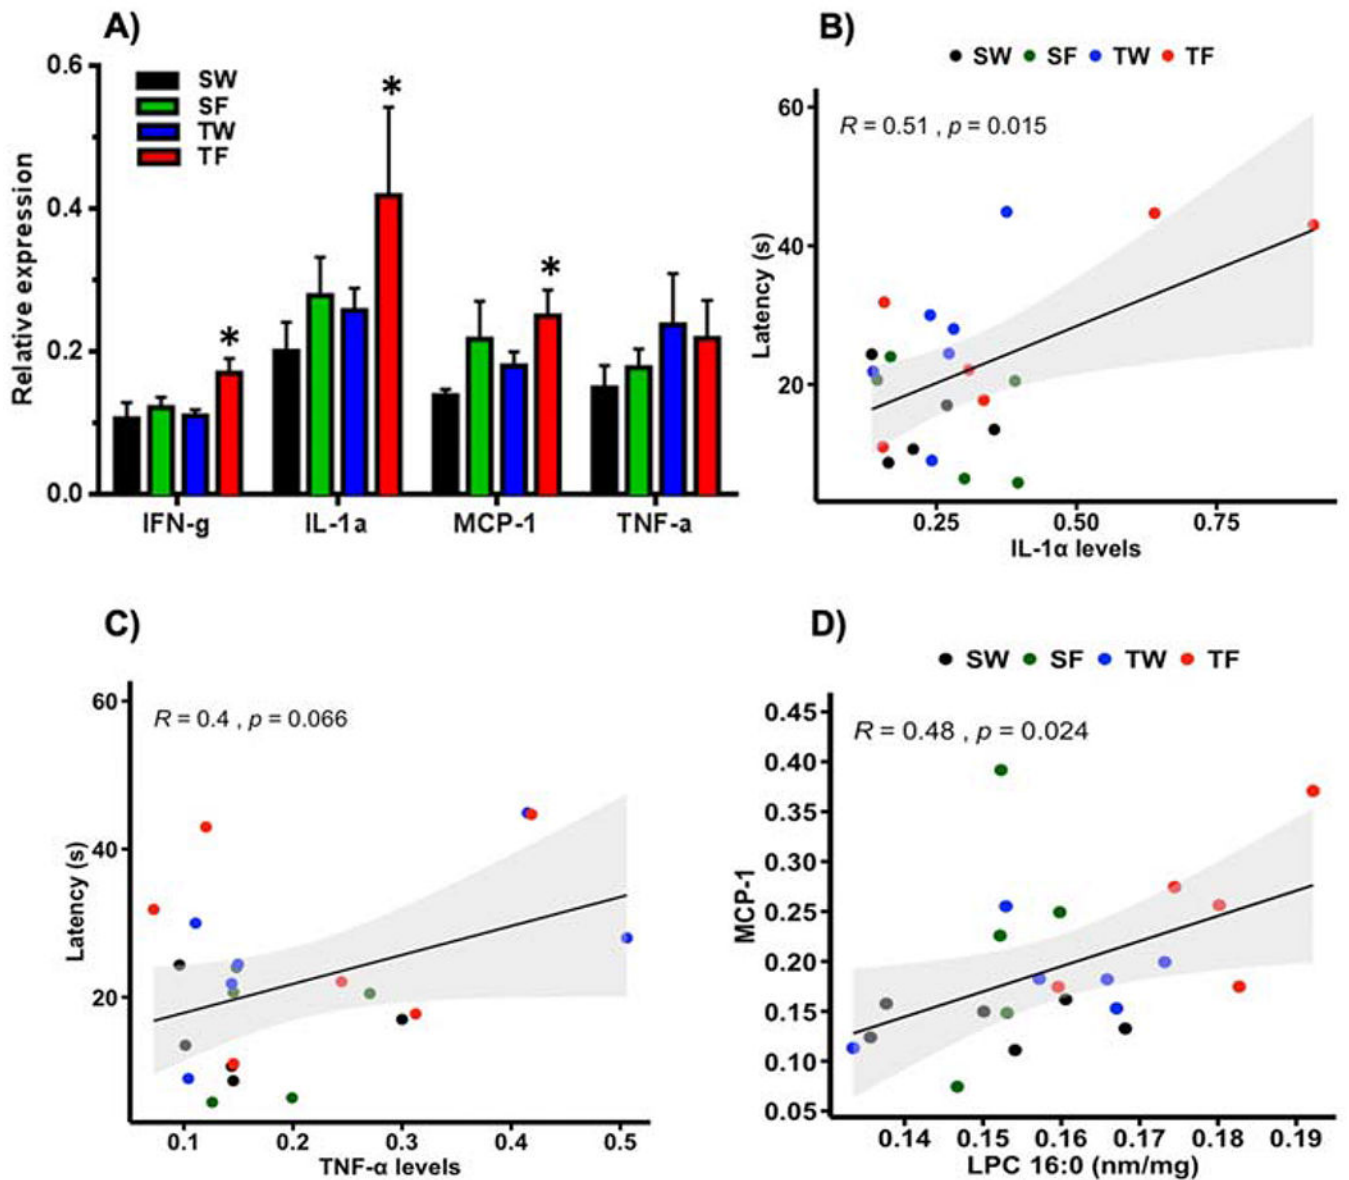 A)
0.6
0.4
0.2
0.0
Relative expression
SW
SF
TW
TF
*
*
*
IFN-g IL-1a MCP-1 TNF-a
B)
SW SF TW TF
R = 0.51 , p = 0.015
60
40
20
Latency (s)
0.25 0.50 0.75
IL-1α levels
C)
R = 0.4 , p = 0.066
60
40
20
Latency (s)
0.1 0.2 0.3 0.4 0.5
TNF-α levels
D)
SW SF TW TF
R = 0.48 , p = 0.024
0.45
0.40
0.35
0.30
0.25
0.20
0.15
0.10
0.05
MCP-1
0.14 0.15 0.16 0.17 0.18 0.19
LPC 16:0 (nm/mg)